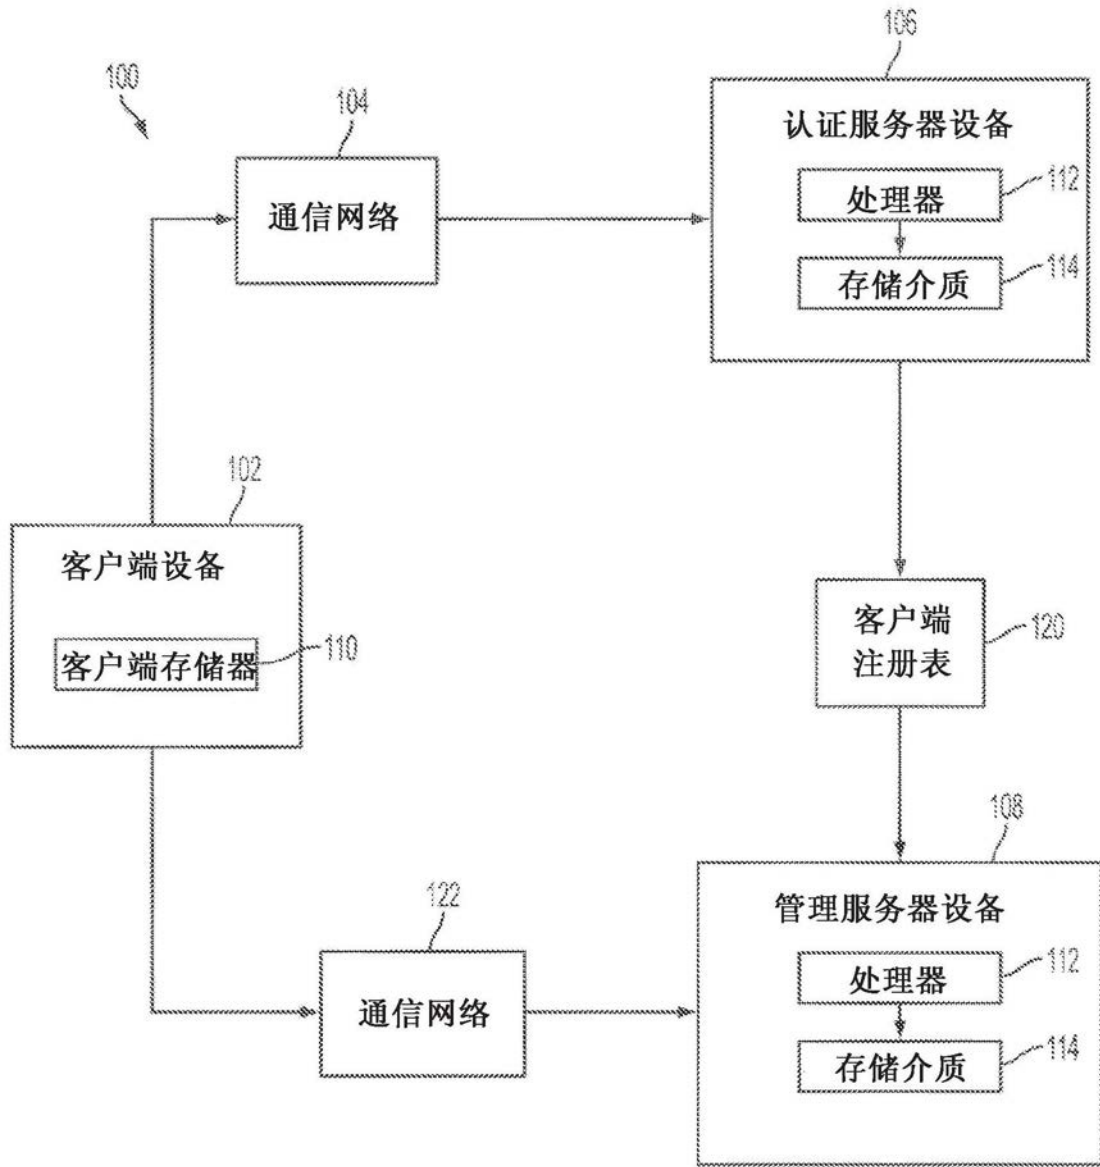 106
100
104
认证服务器设备
通信网络
处理器
112
存储介质
114
102
客户端设备
客户端
注册表
120
客户端存储器
110
108
122
管理服务器设备
通信网络
处理器
112
存储介质
114